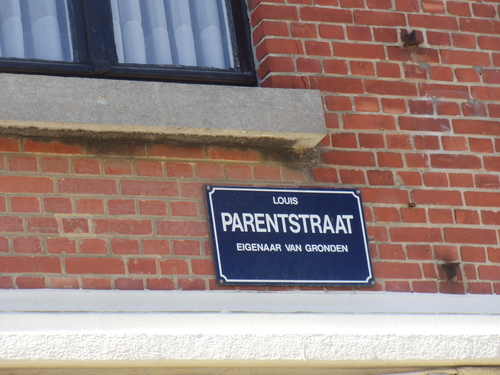 LOUIS
PARENTSTRAAT
EIGENAAR VAN GRONDEN